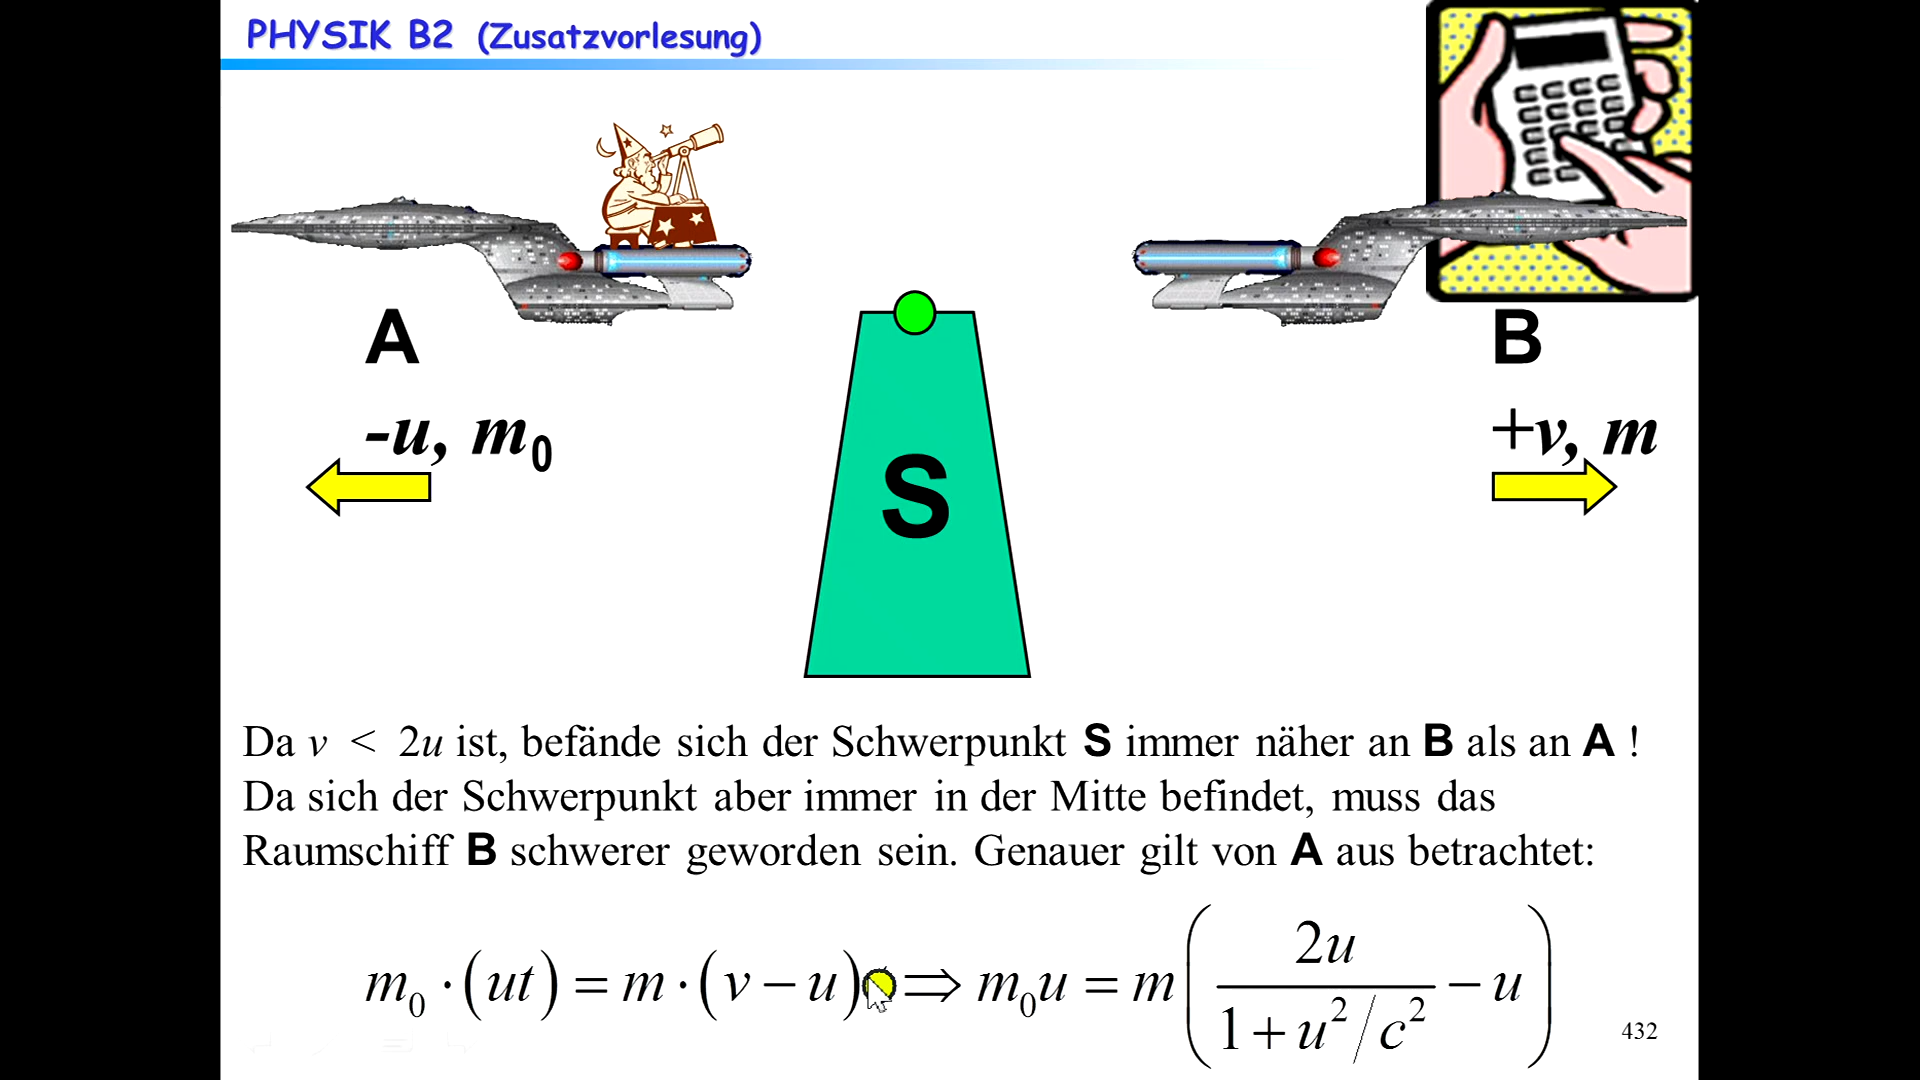 PHYSIK B2 (Zusatzvorlesung)
A
B
-u, m₀
+v, m
S
Da v < 2u ist, befände sich der Schwerpunkt S immer näher an B als an A !
Da sich der Schwerpunkt aber immer in der Mitte befindet, muss das
Raumschiff B schwerer geworden sein. Genauer gilt von A aus betrachtet:
m₀ · (ut) = m · (v − u) ⇒ m₀u = m (2u / (1 + u²/c²) − u)
432